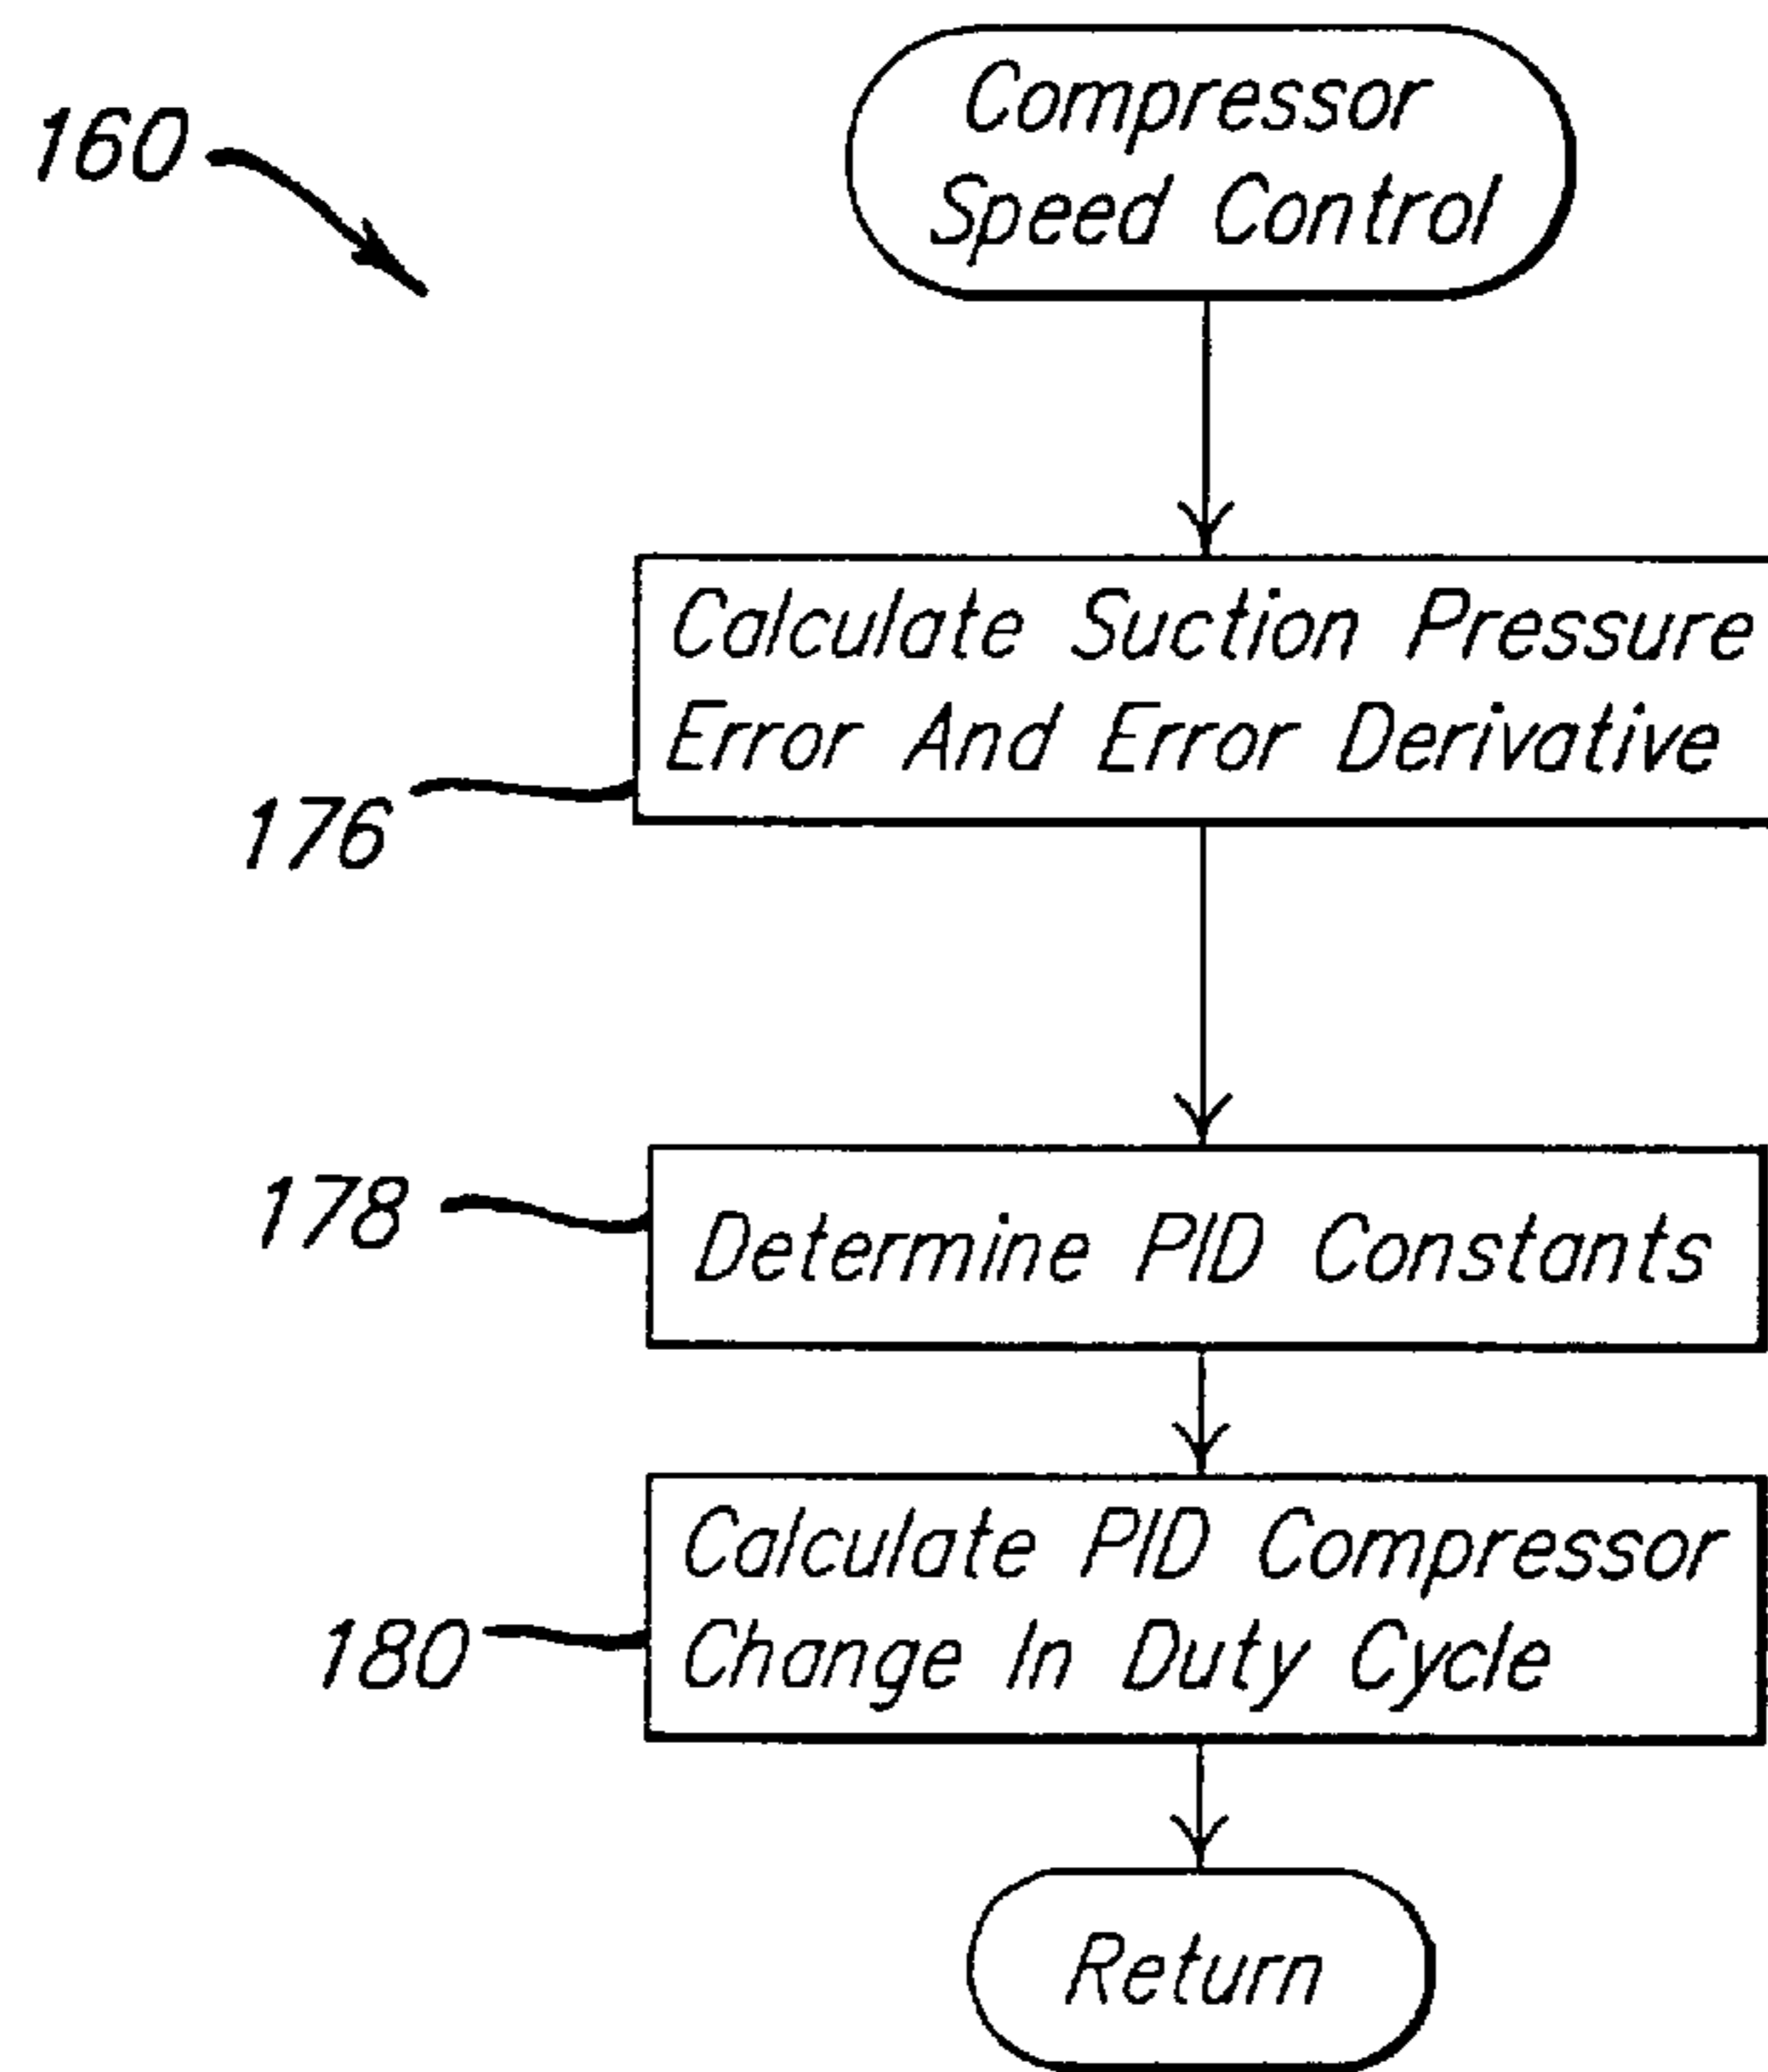 160
Compressor
Speed Control
Calculate Suction Pressure
Error And Error Derivative
176
178
Determine PID Constants
Calculate PID Compressor
180
Change In Duty Cycle
Return